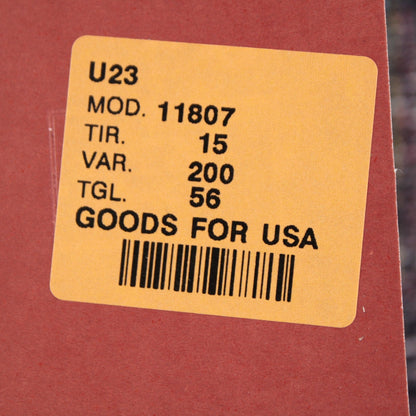 U23
MOD. 11807
TIR. 15
VAR. 200
TGL. 56
GOODS FOR USA